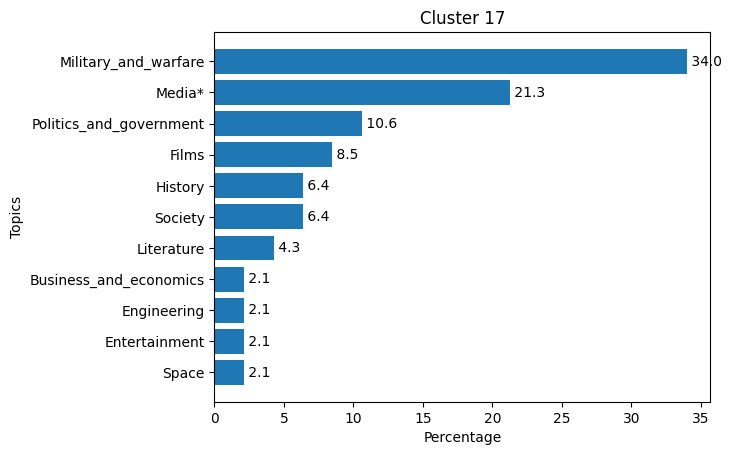 Cluster 17
Military_and_warfare 34.0
Media* 21.3
Politics_and_government 10.6
Films 8.5
History 6.4
Society 6.4
Literature 4.3
Business_and_economics 2.1
Engineering 2.1
Entertainment 2.1
Space 2.1
Topics
0 5 10 15 20 25 30 35
Percentage